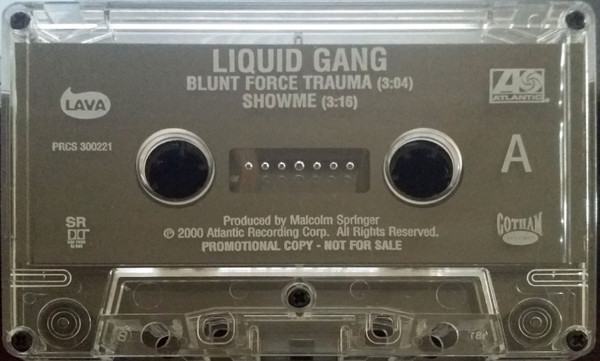 LIQUID GANG
BLUNT FORCE TRAUMA (3:04)
SHOWME (3:16)
LAVA
ATLANTIC
PRCS 300221
A
SR
GOTHAM
Produced by Malcolm Springer
℗ 2000 Atlantic Recording Corp. All Rights Reserved.
PROMOTIONAL COPY - NOT FOR SALE